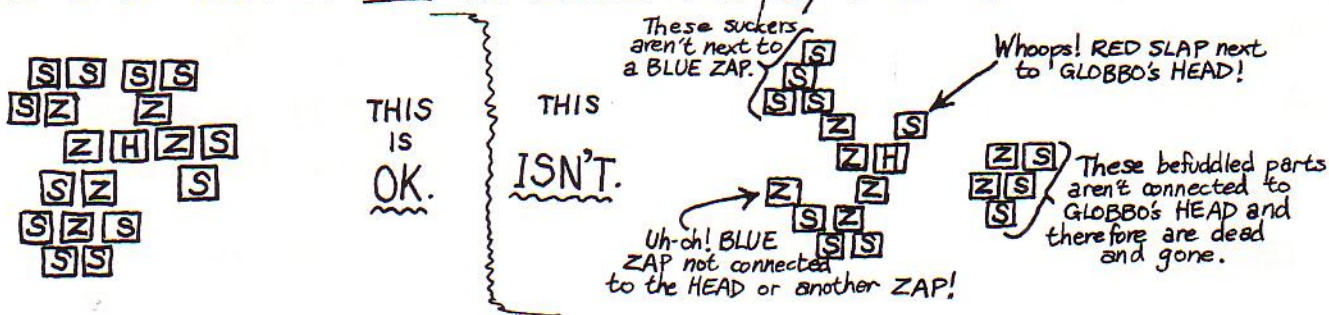 S S S S
S Z Z
Z H Z S
S Z S
S Z S
S S
THIS
IS
OK.
THIS
ISN'T.
These suckers
aren't next to
a BLUE ZAP.
S
S
S S
Z S
Z H
Z Z
S Z
S S
Whoops! RED SLAP next
to GLOBBO's HEAD!
Uh-oh! BLUE
ZAP not connected
to the HEAD or another ZAP!
Z S
Z S
S
These befuddled parts
aren't connected to
GLOBBO's HEAD and
therefore are dead
and gone.